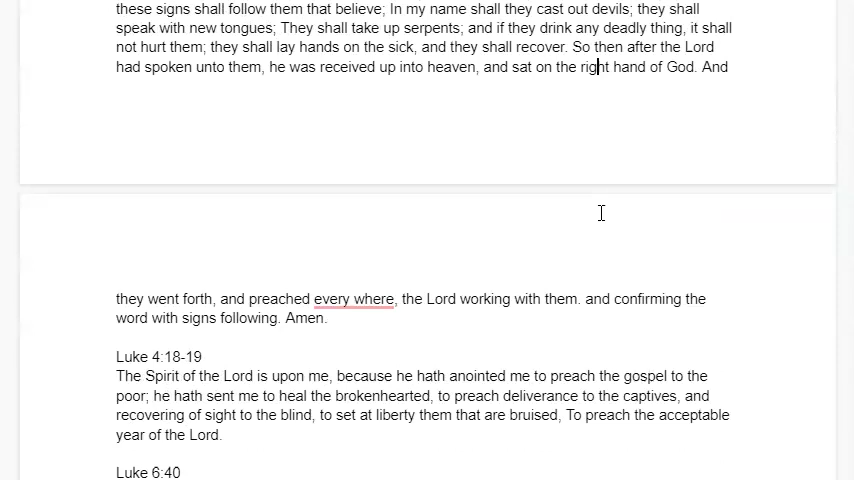 these signs shall follow them that believe; In my name shall they cast out devils; they shall
speak with new tongues; They shall take up serpents; and if they drink any deadly thing, it shall
not hurt them; they shall lay hands on the sick, and they shall recover. So then after the Lord
had spoken unto them, he was received up into heaven, and sat on the right hand of God. And
they went forth, and preached every where, the Lord working with them. and confirming the
word with signs following. Amen.
Luke 4:18-19
The Spirit of the Lord is upon me, because he hath anointed me to preach the gospel to the
poor; he hath sent me to heal the brokenhearted, to preach deliverance to the captives, and
recovering of sight to the blind, to set at liberty them that are bruised, To preach the acceptable
year of the Lord.
Luke 6:40